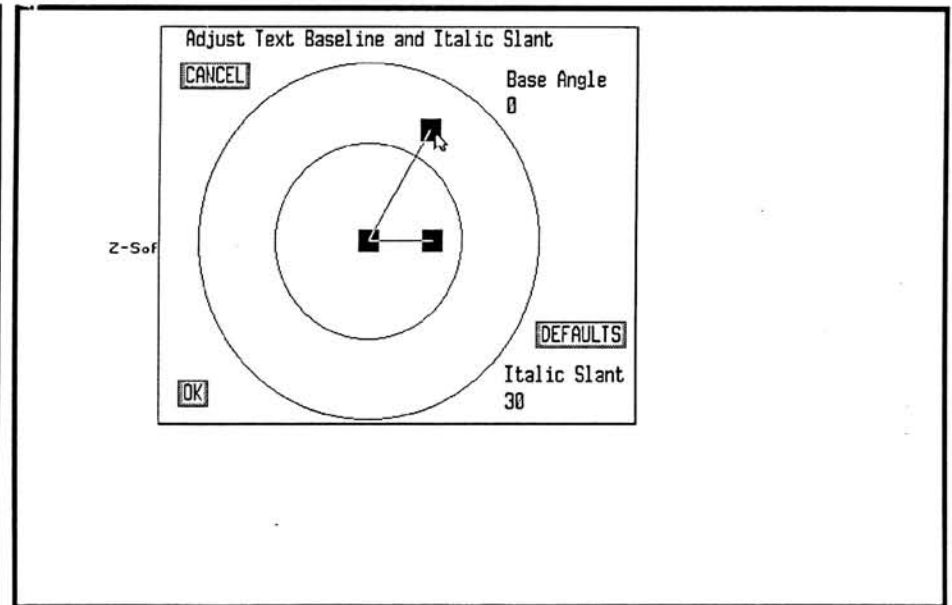 Adjust Text Baseline and Italic Slant
CANCEL
Base Angle
0
Z-Sof
DEFAULTS
Italic Slant
30
OK